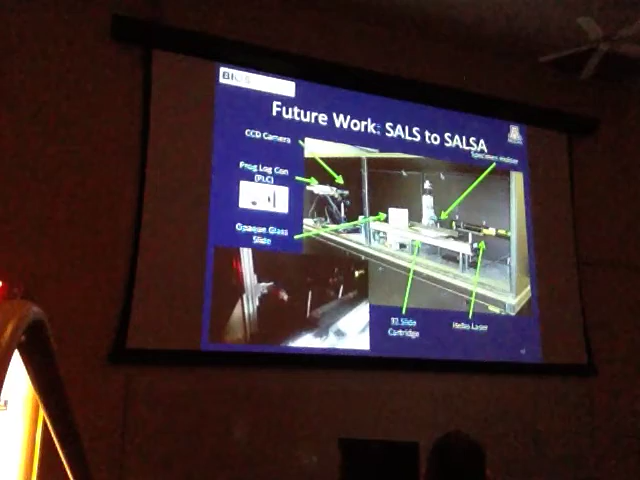 Future Work: SALS to SALSA
CCD Camera
Specimen Holder
Prog Log Con
(PLC)
Opaque Glass
Slide
Slide
Cartridge
HeNe Laser